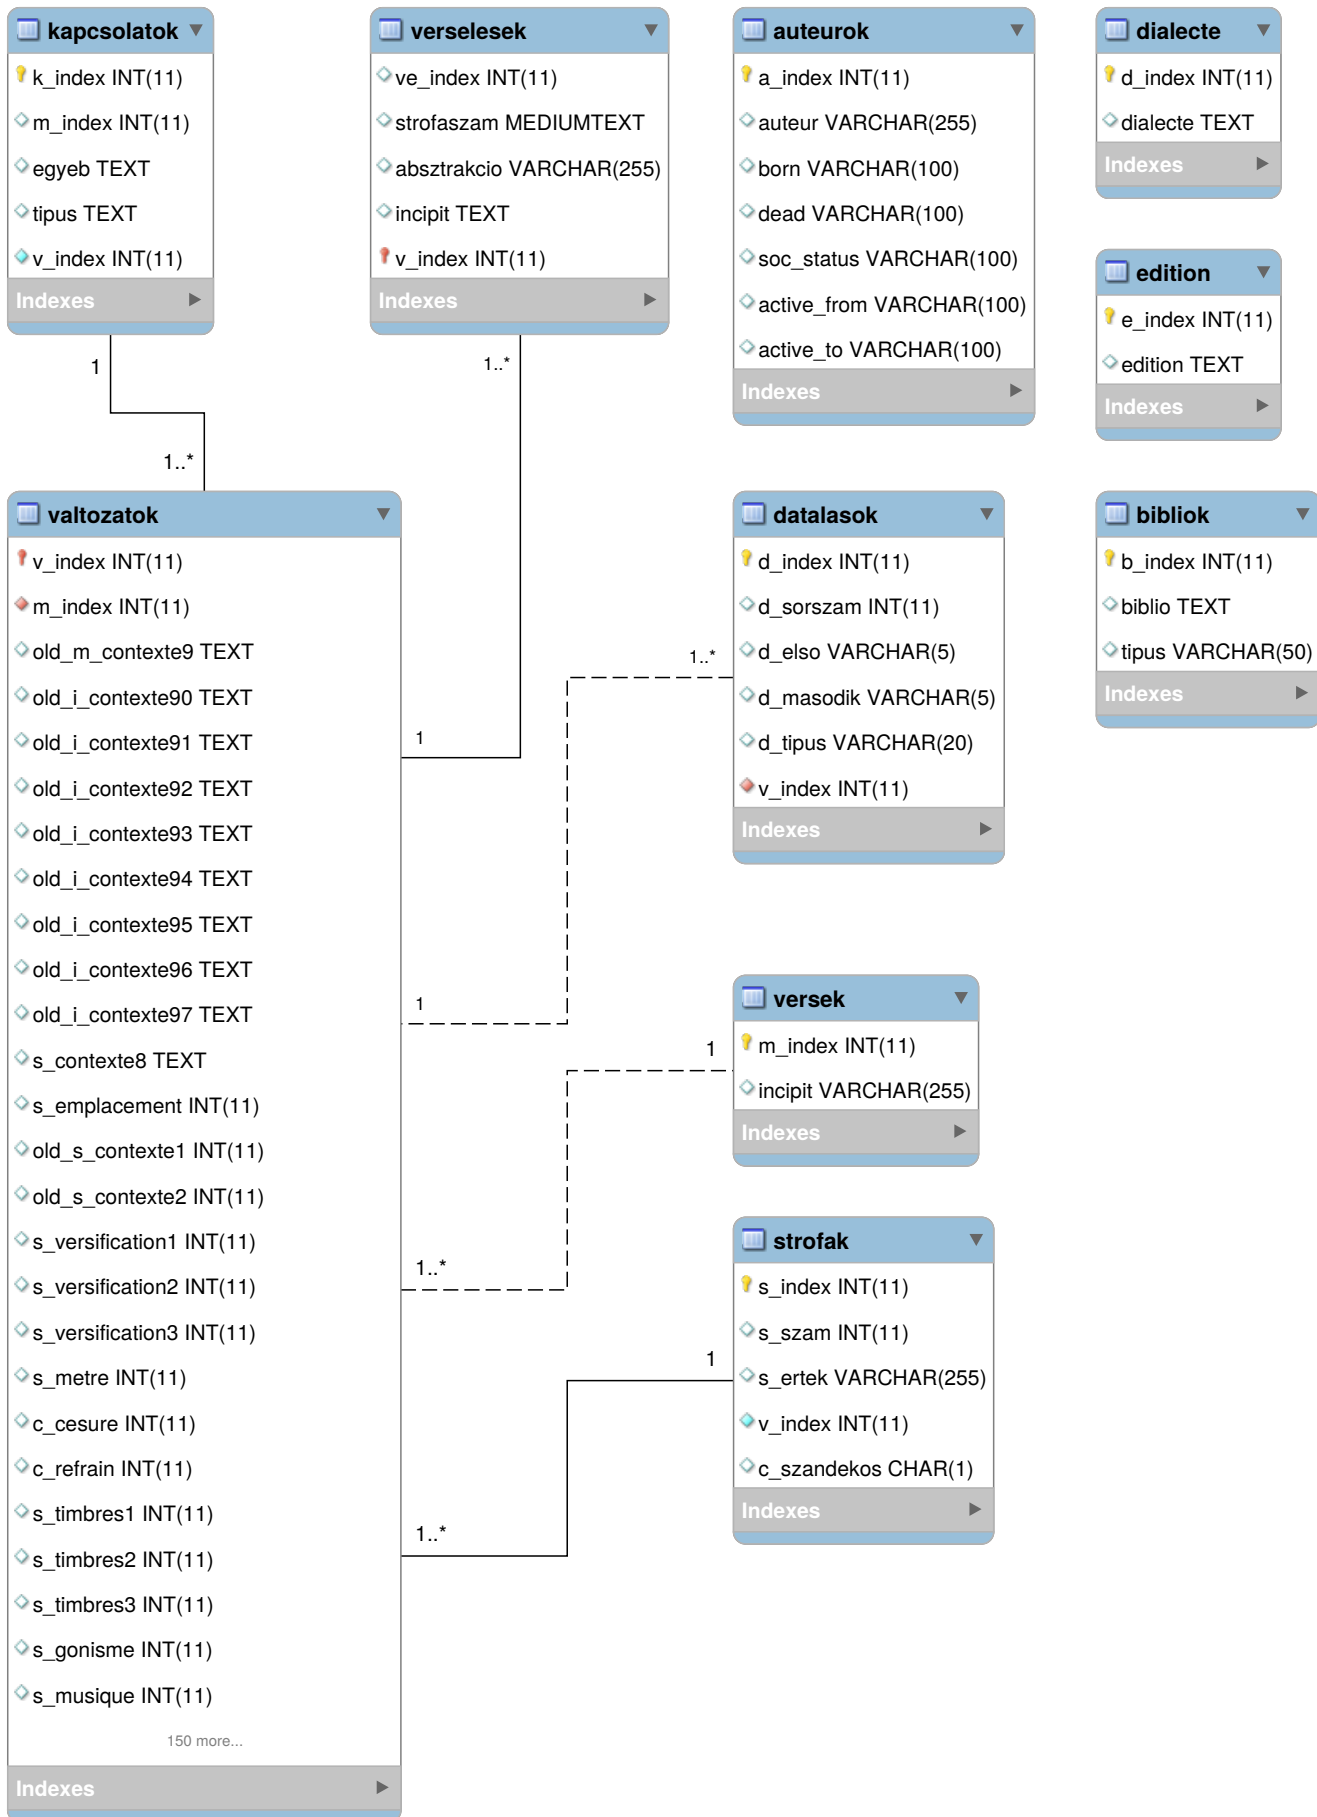 kapcsolatok
k_index INT(11)
m_index INT(11)
egyeb TEXT
tipus TEXT
v_index INT(11)
Indexes
verselesek
ve_index INT(11)
strofaszam MEDIUMTEXT
absztrakcio VARCHAR(255)
incipit TEXT
v_index INT(11)
Indexes
auteurok
a_index INT(11)
auteur VARCHAR(255)
born VARCHAR(100)
dead VARCHAR(100)
soc_status VARCHAR(100)
active_from VARCHAR(100)
active_to VARCHAR(100)
Indexes
dialecte
d_index INT(11)
dialecte TEXT
Indexes
edition
e_index INT(11)
edition TEXT
Indexes
1
1..*
1..*
valtozatok
v_index INT(11)
m_index INT(11)
old_m_contexte9 TEXT
old_i_contexte90 TEXT
old_i_contexte91 TEXT
old_i_contexte92 TEXT
old_i_contexte93 TEXT
old_i_contexte94 TEXT
old_i_contexte95 TEXT
old_i_contexte96 TEXT
old_i_contexte97 TEXT
s_contexte8 TEXT
s_emplacement INT(11)
old_s_contexte1 INT(11)
old_s_contexte2 INT(11)
s_versification1 INT(11)
s_versification2 INT(11)
s_versification3 INT(11)
s_metre INT(11)
c_cesure INT(11)
c_refrain INT(11)
s_timbres1 INT(11)
s_timbres2 INT(11)
s_timbres3 INT(11)
s_gonisme INT(11)
s_musique INT(11)
150 more...
Indexes
1
1..*
1
1
1..*
1
1..*
datalasok
d_index INT(11)
d_sorszam INT(11)
d_elso VARCHAR(5)
d_masodik VARCHAR(5)
d_tipus VARCHAR(20)
v_index INT(11)
Indexes
bibliok
b_index INT(11)
biblio TEXT
tipus VARCHAR(50)
Indexes
versek
m_index INT(11)
incipit VARCHAR(255)
Indexes
strofak
s_index INT(11)
s_szam INT(11)
s_ertek VARCHAR(255)
v_index INT(11)
c_szandekos CHAR(1)
Indexes